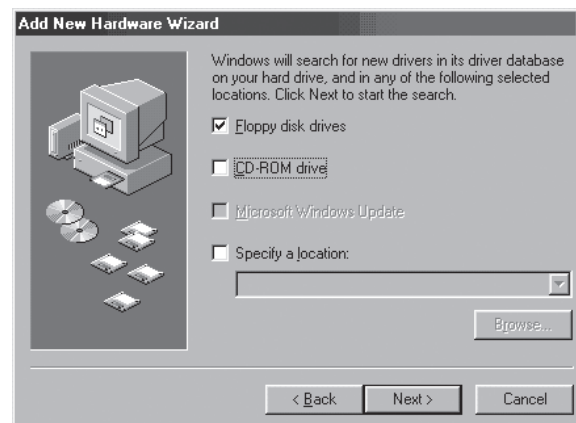 Add New Hardware Wizard
Windows will search for new drivers in its driver database
on your hard drive, and in any of the following selected
locations. Click Next to start the search.
Floppy disk drives
CD-ROM drive
Microsoft Windows Update
Specify a location:
Browse...
< Back
Next >
Cancel